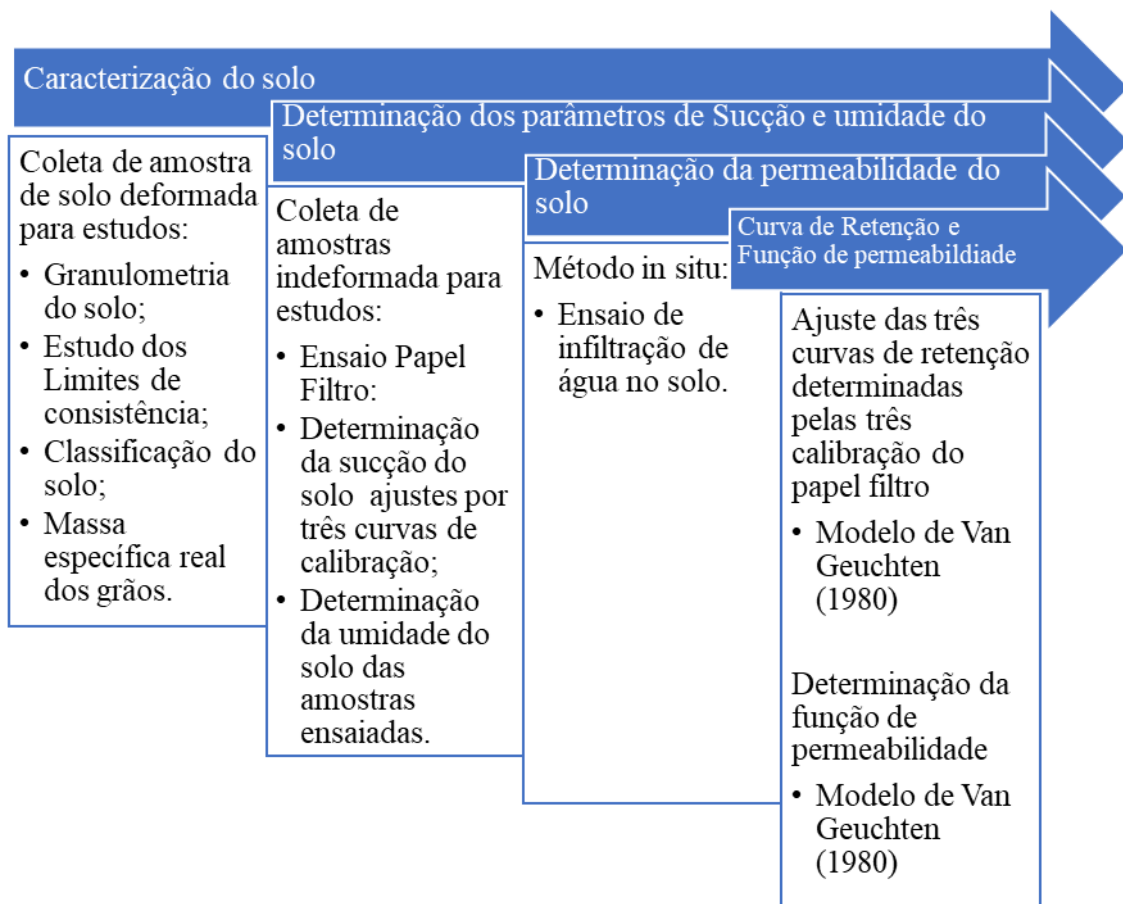 Caracterização do solo
Coleta de amostra
de solo deformada
para estudos:
• Granulometria
do solo;
• Estudo dos
Limites de
consistência;
• Classificação do
solo;
• Massa
específica real
dos grãos.
Determinação dos parâmetros de Sucção e umidade do
solo
Coleta de
amostras
indeformada para
estudos:
• Ensaio Papel
Filtro:
• Determinação
da sucção do
solo ajustes por
três curvas de
calibração;
• Determinação
da umidade do
solo das
amostras
ensaiadas.
Determinação da permeabilidade do
solo
Método in situ:
• Ensaio de
infiltração de
água no solo.
Curva de Retenção e
Função de permeabildiade
Ajuste das três
curvas de retenção
determinadas
pelas três
calibração do
papel filtro
• Modelo de Van
Geuchten
(1980)
Determinação da
função de
permeabilidade
• Modelo de Van
Geuchten
(1980)